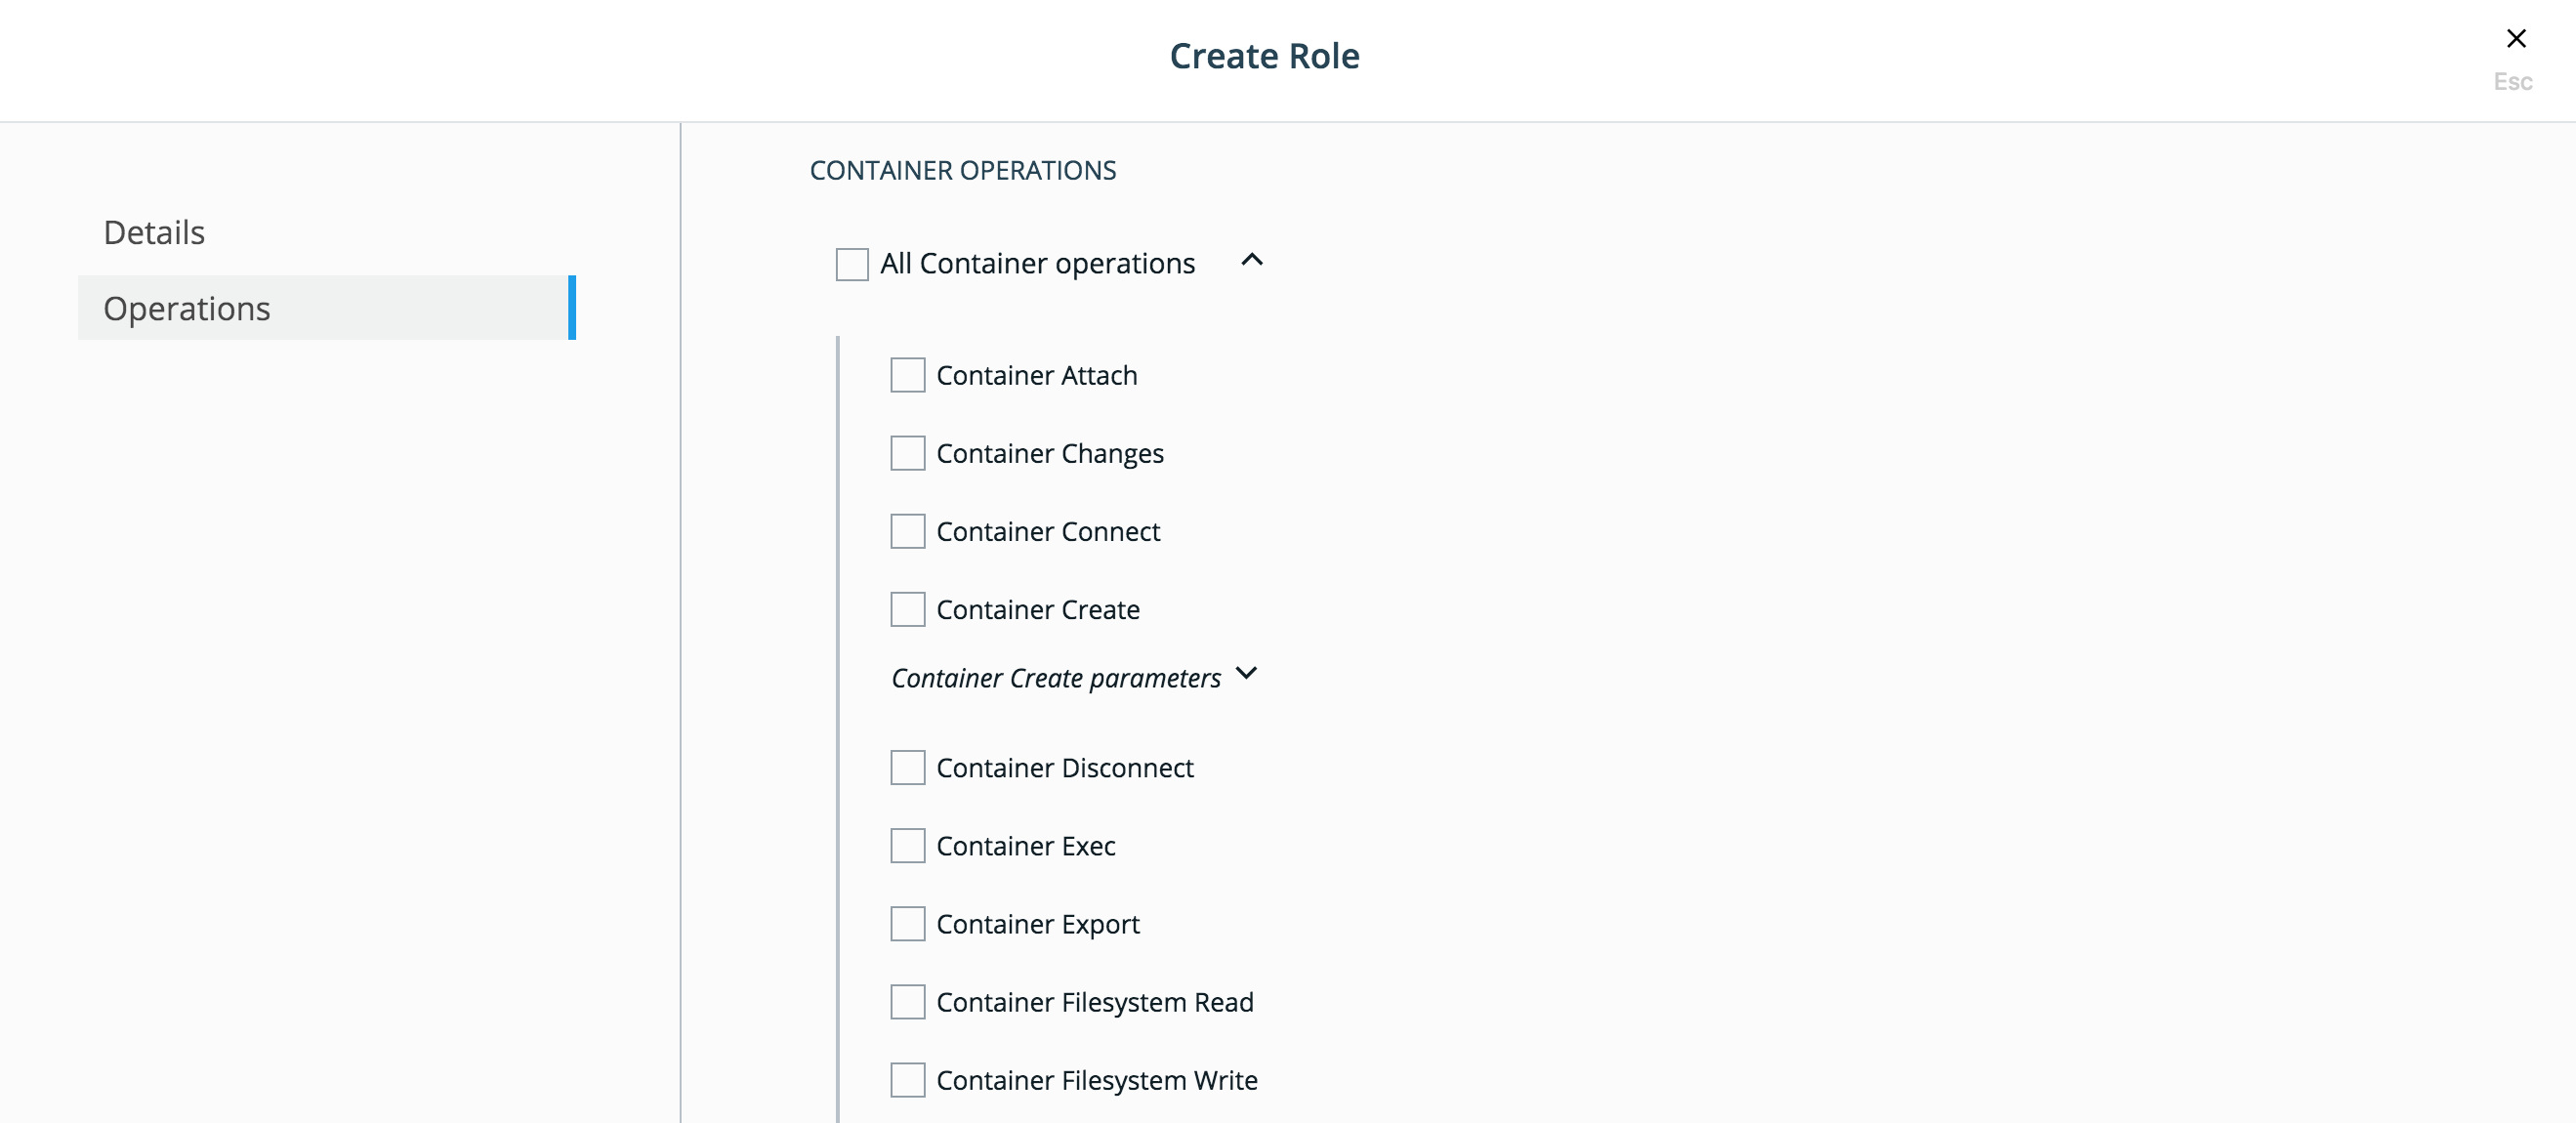 Create Role
Esc
Details
Operations
CONTAINER OPERATIONS
All Container operations
Container Attach
Container Changes
Container Connect
Container Create
Container Create parameters
Container Disconnect
Container Exec
Container Export
Container Filesystem Read
Container Filesystem Write